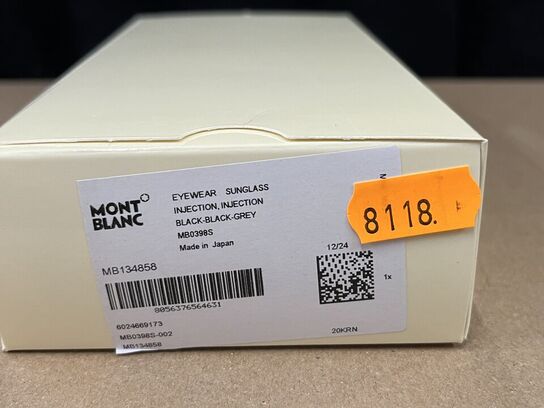 MONT
BLANC
EYEWEAR SUNGLASS
INJECTION, INJECTION
BLACK-BLACK-GREY
MB0398S
Made in Japan
8118.
MB134858
12/24
1x
8056376564631
6024669173
MB0398S-002
20KRN
MB134858